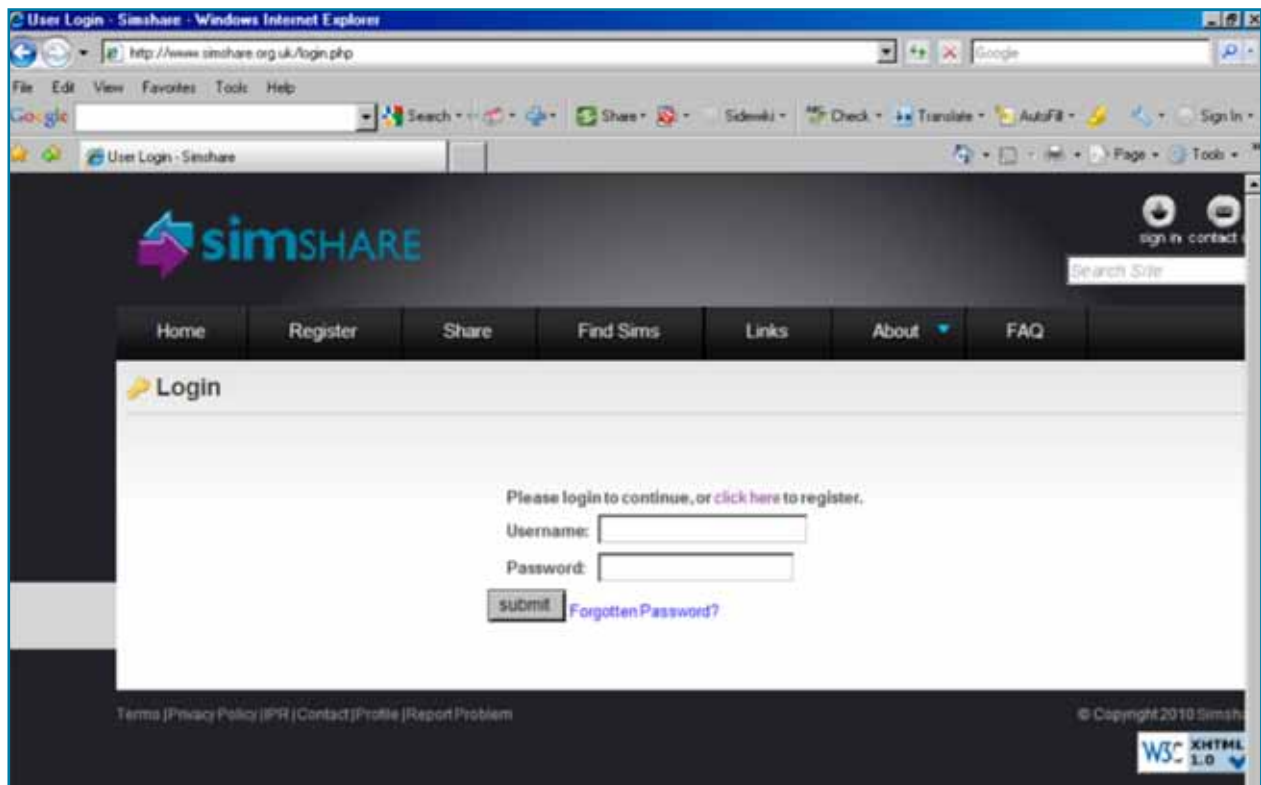 User Login - Simshare - Windows Internet Explorer
http://www.simshare.org.uk/login.php
Google
File Edit View Favorites Tools Help
Google Search Share Sidewiki Check Translate AutoFill Sign In
User Login - Simshare Page Tools
simSHARE
sign in contact
Search Site
Home Register Share Find Sims Links About FAQ
Login
Please login to continue, or click here to register.
Username:
Password:
submit Forgotten Password?
Terms |Privacy Policy |IPR |Contact |Profile |Report Problem
© Copyright 2010 Simsha
W3C XHTML 1.0